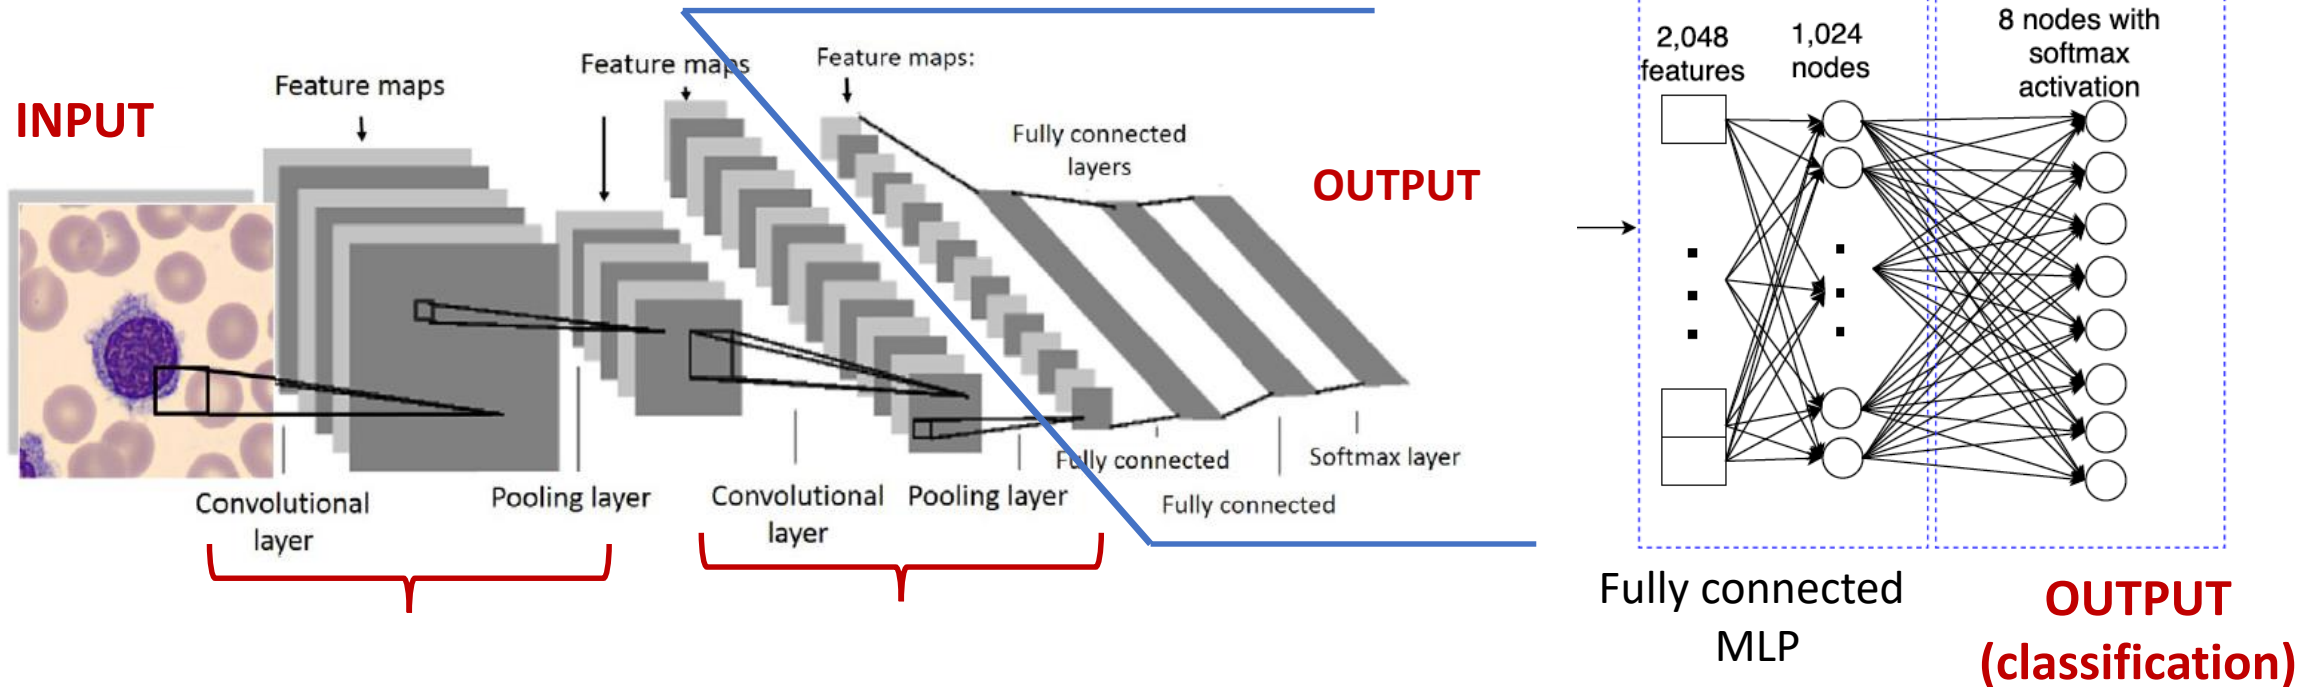 INPUT
Feature maps
Feature maps
Feature maps:
Fully connected
layers
OUTPUT
Convolutional
layer
Pooling layer
Convolutional
layer
Pooling layer
Fully connected
Fully connected
Softmax layer
2,048
features
1,024
nodes
8 nodes with
softmax
activation
Fully connected
MLP
OUTPUT
(classification)